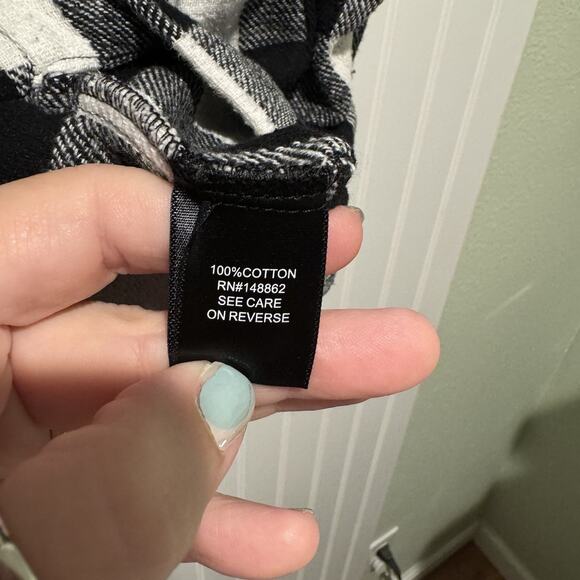 100%COTTON
RN#148862
SEE CARE
ON REVERSE